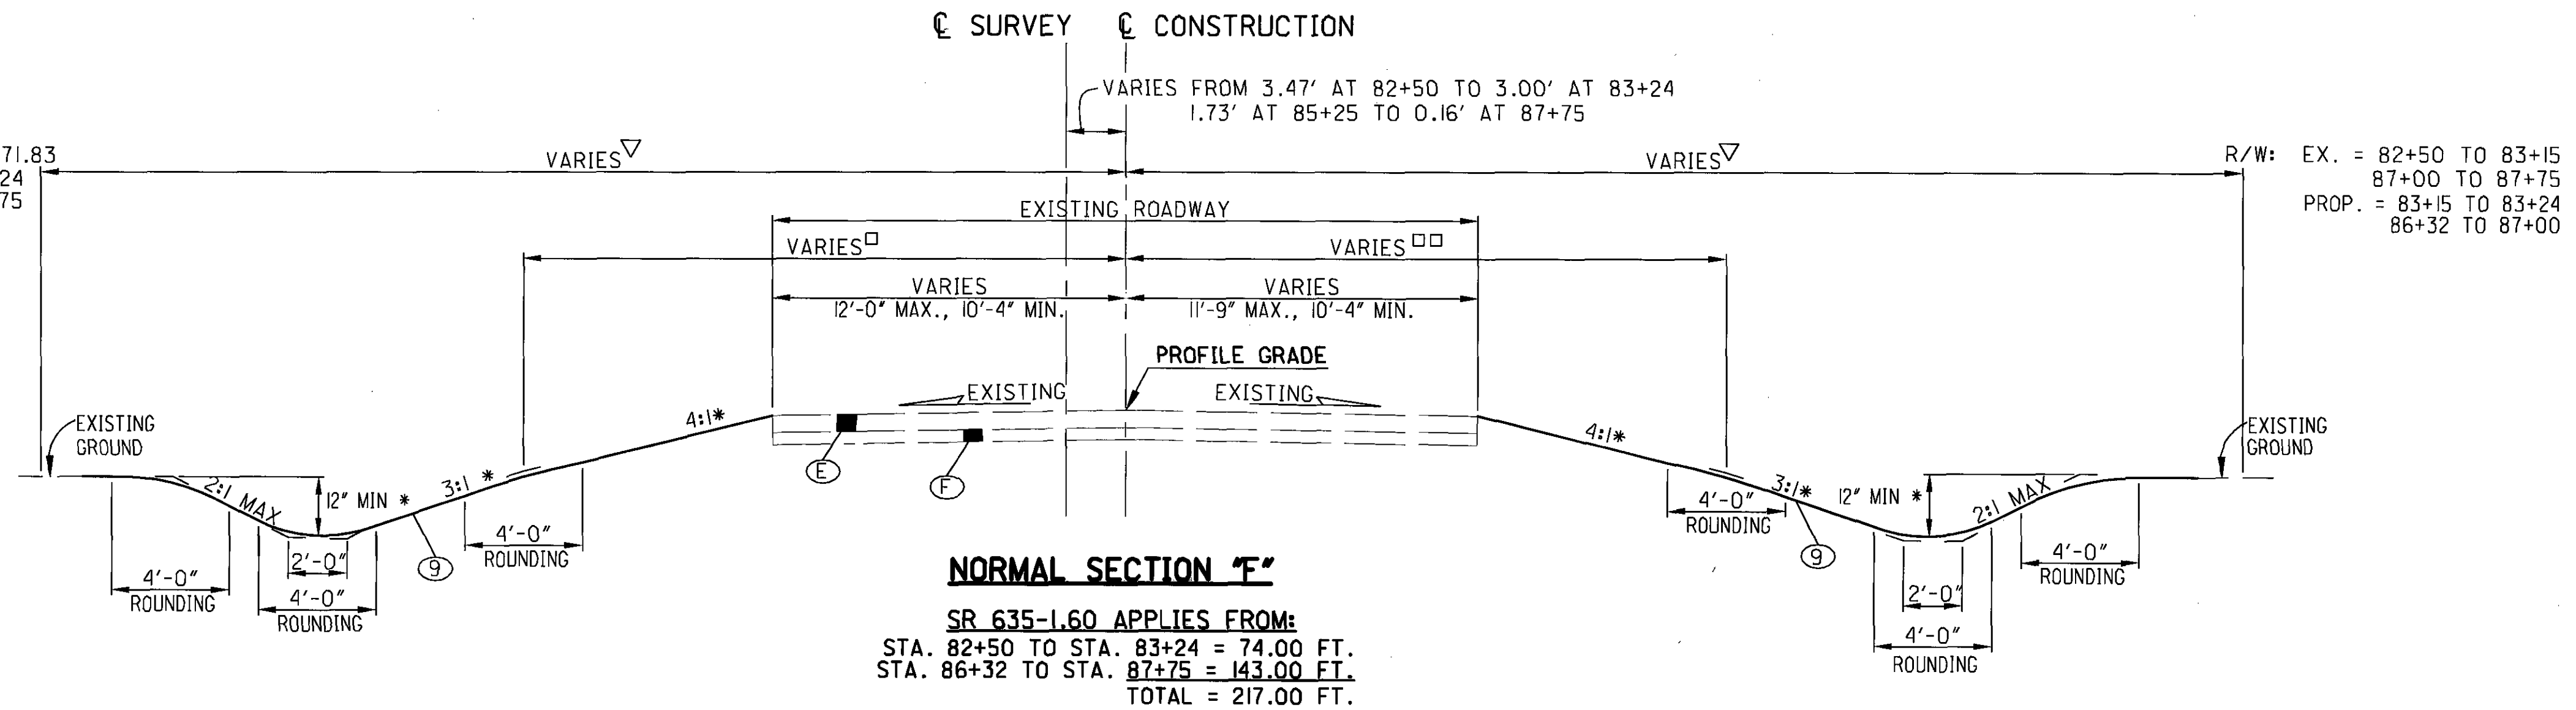 ℄ SURVEY ℄ CONSTRUCTION
VARIES FROM 3.47' AT 82+50 TO 3.00' AT 83+24
1.73' AT 85+25 TO 0.16' AT 87+75
71.83
24
75
VARIES▽
VARIES▽
R/W: EX. = 82+50 TO 83+15
87+00 TO 87+75
PROP. = 83+15 TO 83+24
86+32 TO 87+00
EXISTING ROADWAY
VARIES□
VARIES□□
VARIES
12'-0" MAX., 10'-4" MIN.
VARIES
11'-9" MAX., 10'-4" MIN.
PROFILE GRADE
EXISTING
EXISTING
EXISTING
GROUND
4:1*
4:1*
EXISTING
GROUND
E
F
2:1 MAX
12" MIN *
3:1 *
9
3:1*
9
12" MIN *
2:1 MAX
4'-0"
ROUNDING
2'-0"
4'-0"
ROUNDING
4'-0"
ROUNDING
4'-0"
ROUNDING
2'-0"
4'-0"
ROUNDING
4'-0"
ROUNDING
NORMAL SECTION "F"
SR 635-1.60 APPLIES FROM:
STA. 82+50 TO STA. 83+24 = 74.00 FT.
STA. 86+32 TO STA. 87+75 = 143.00 FT.
TOTAL = 217.00 FT.